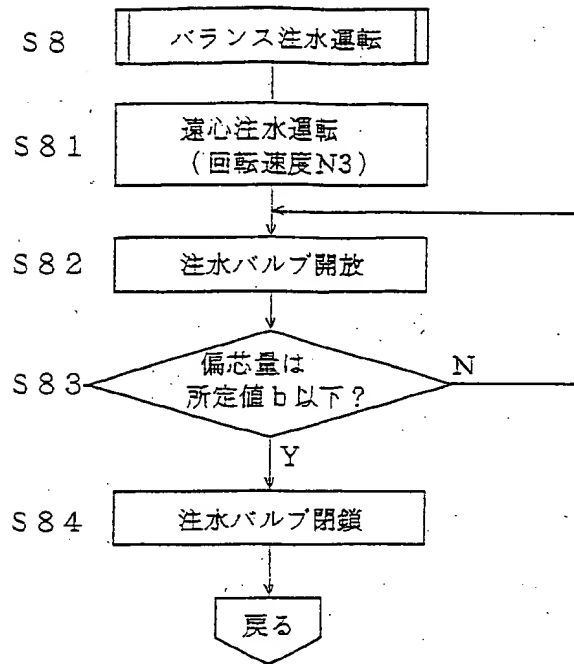 S8 バランス注水運転
S81 遠心注水運転
(回転速度N3)
S82 注水バルブ開放
偏芯量は
S83 所定値b以下? N
Y
S84 注水バルブ閉鎖
戻る